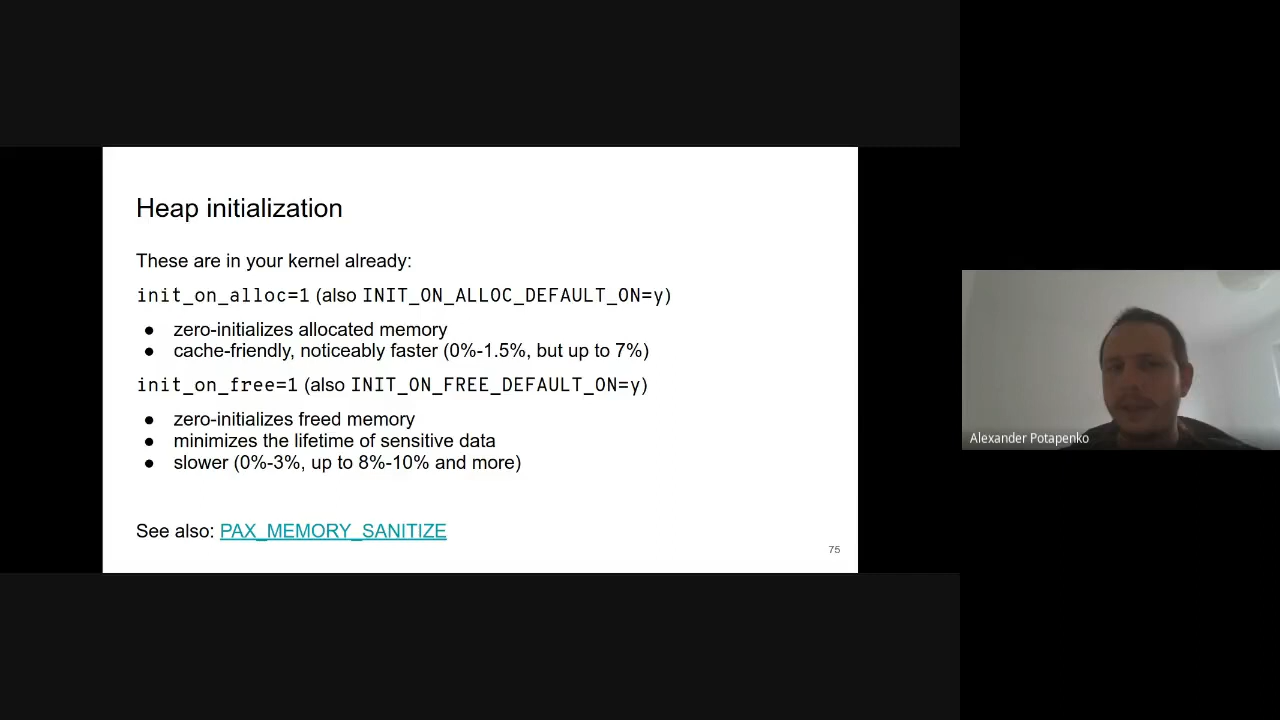 Heap initialization
These are in your kernel already:
init_on_alloc=1 (also INIT_ON_ALLOC_DEFAULT_ON=y)
● zero-initializes allocated memory
● cache-friendly, noticeably faster (0%-1.5%, but up to 7%)
init_on_free=1 (also INIT_ON_FREE_DEFAULT_ON=y)
● zero-initializes freed memory
● minimizes the lifetime of sensitive data
● slower (0%-3%, up to 8%-10% and more)
See also: PAX_MEMORY_SANITIZE
75
Alexander Potapenko